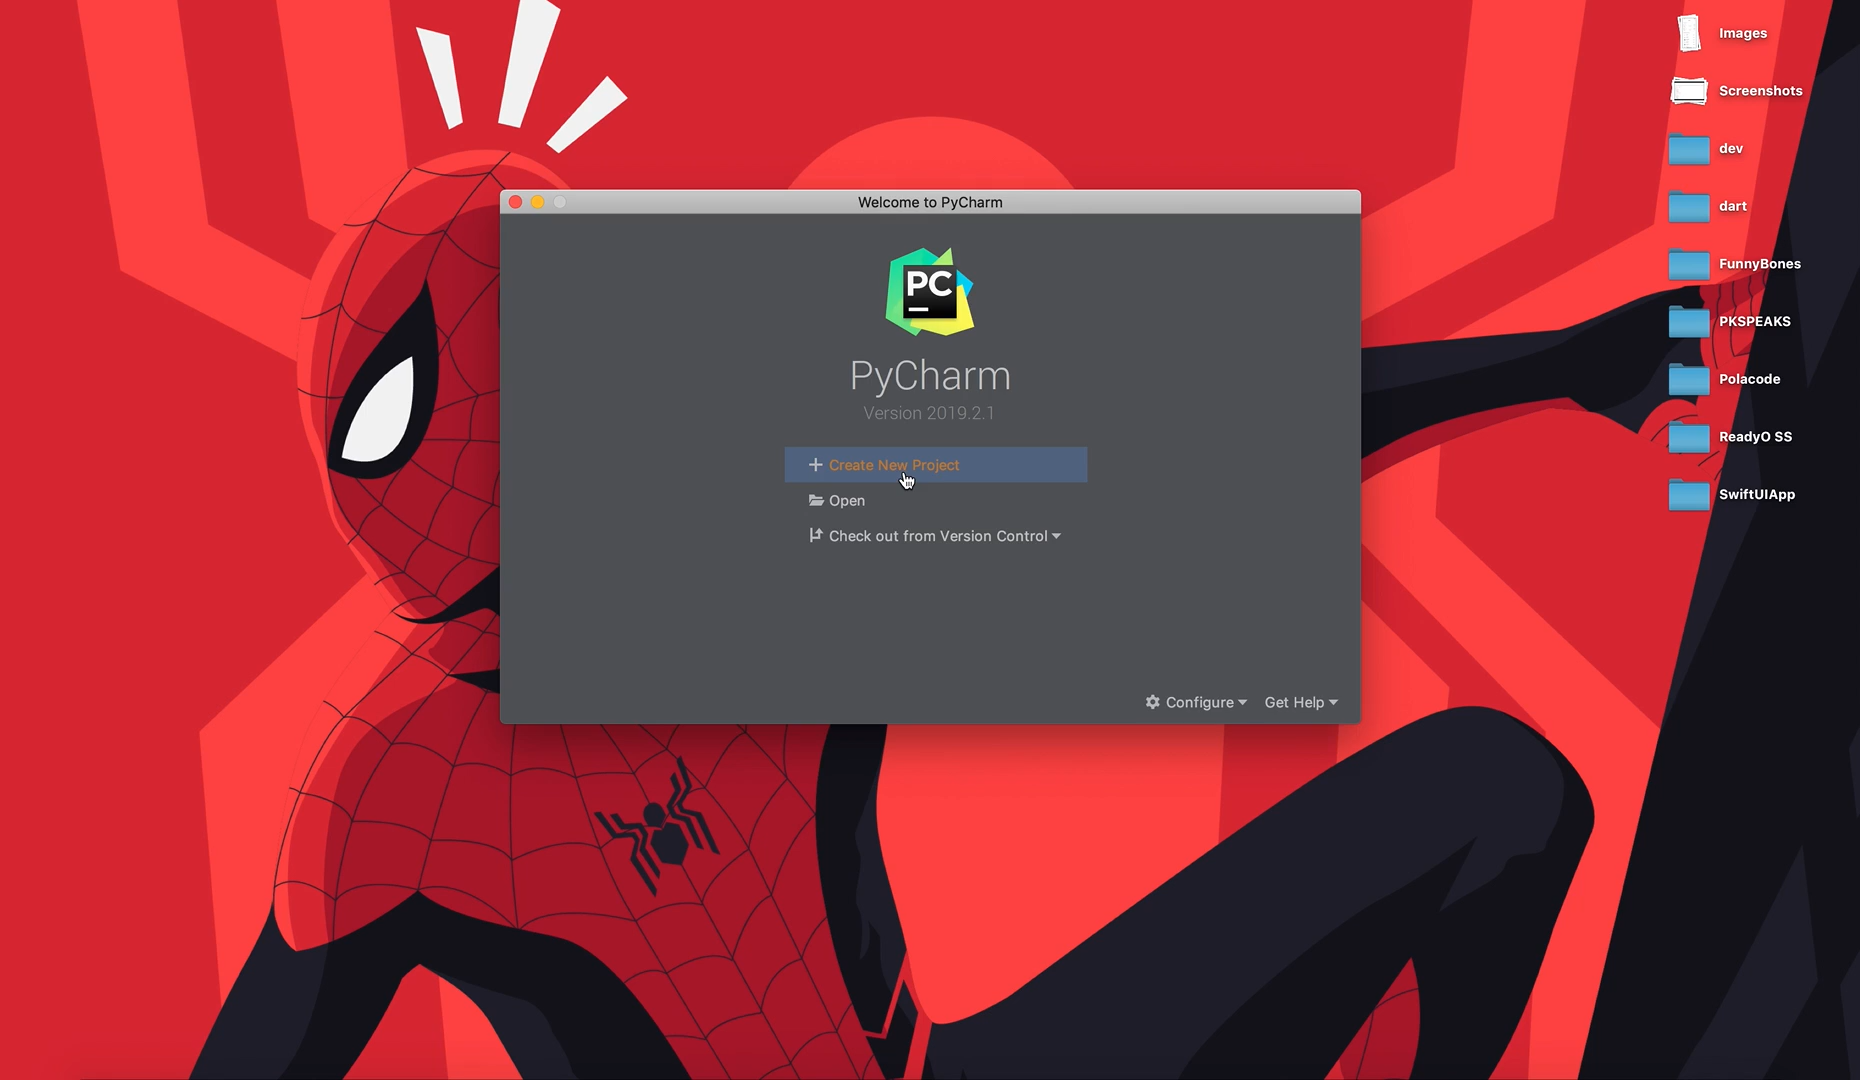 Welcome to PyCharm
PC
PyCharm
Version 2019.2.1
Create New Project
Open
Check out from Version Control
Configure
Get Help
Images
Screenshots
dev
dart
FunnyBones
PKSPEAKS
Polacode
ReadyO SS
SwiftUIApp